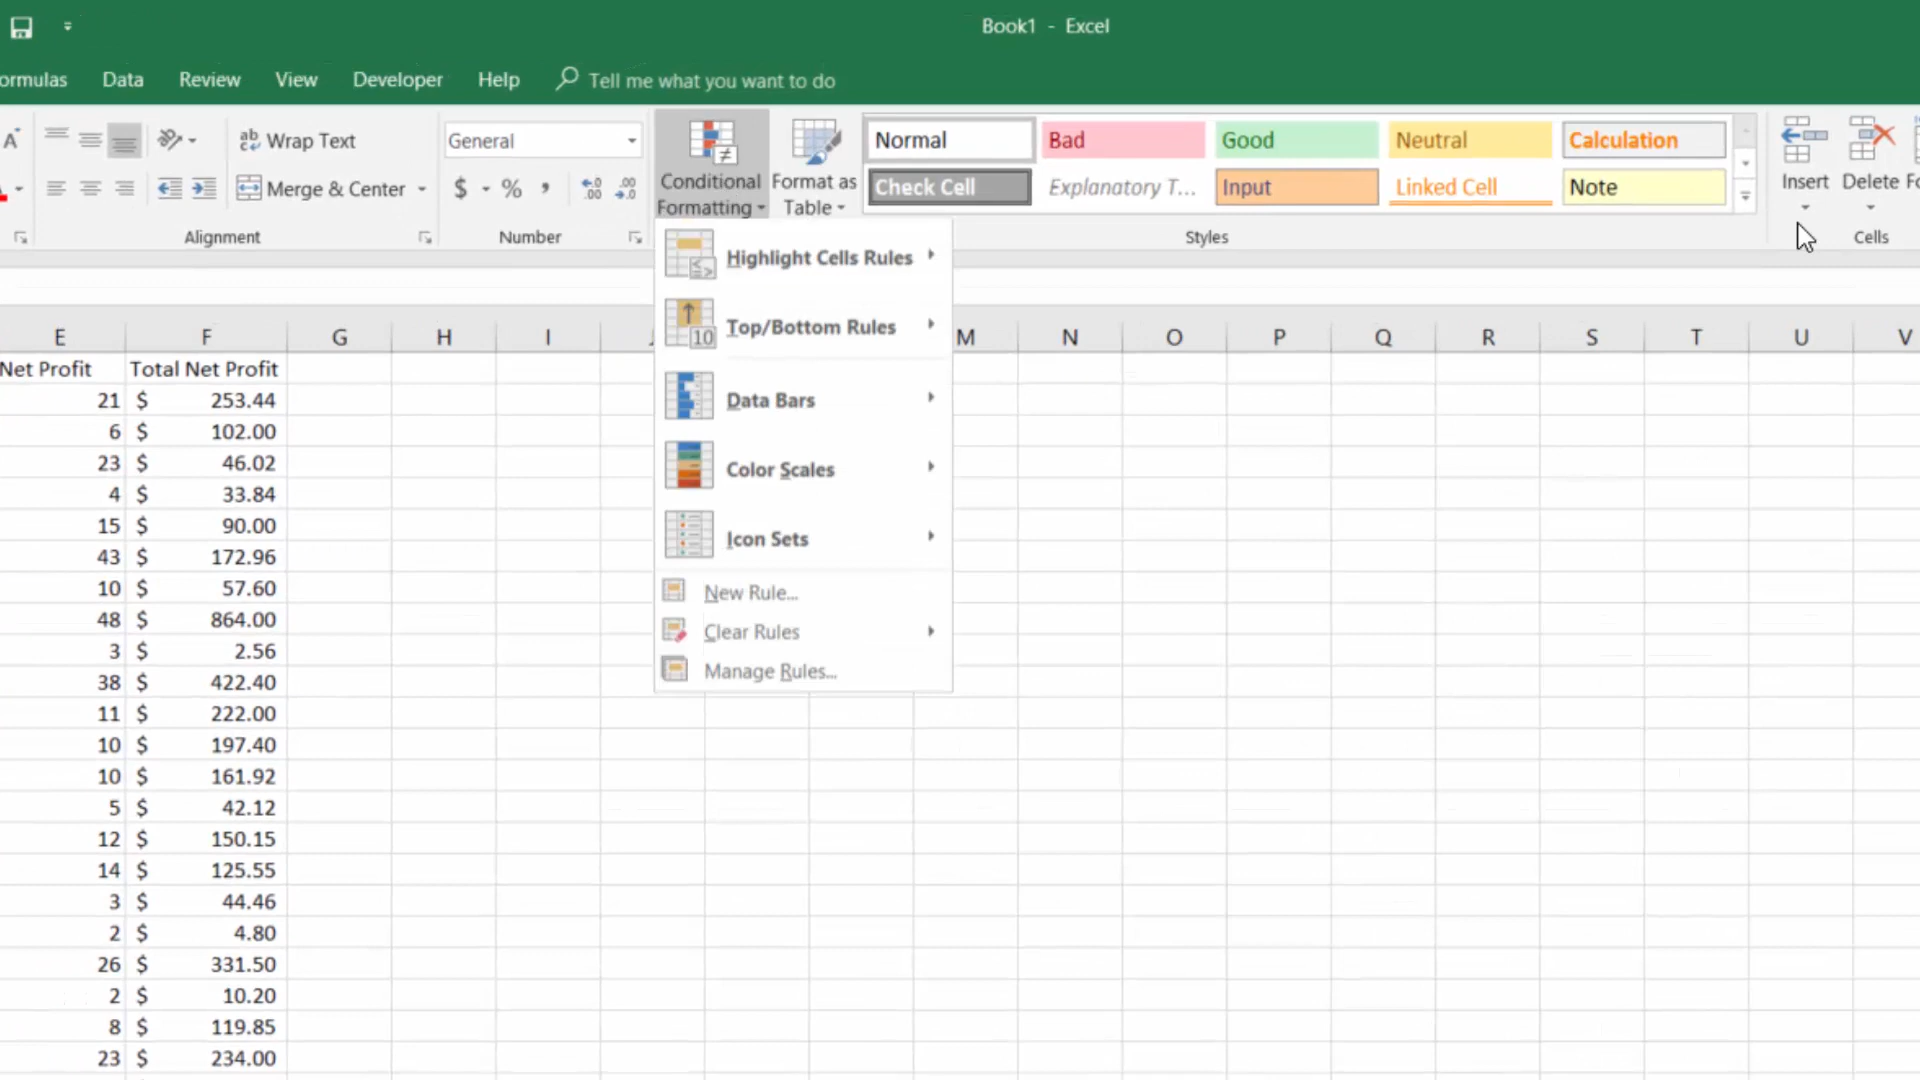 Book1 - Excel
ormulas Data Review View Developer Help Tell me what you want to do
A Wrap Text General Conditional Formatting Format as Table Normal Bad Good Neutral Calculation Insert Delete Fo
Merge & Center $ % , Check Cell Explanatory T... Input Linked Cell Note
Alignment Number Styles Cells
Highlight Cells Rules
Top/Bottom Rules
Data Bars
Color Scales
Icon Sets
New Rule...
Clear Rules
Manage Rules...
E F G H I M N O P Q R S T U V
Net Profit Total Net Profit
21 $ 253.44
6 $ 102.00
23 $ 46.02
4 $ 33.84
15 $ 90.00
43 $ 172.96
10 $ 57.60
48 $ 864.00
3 $ 2.56
38 $ 422.40
11 $ 222.00
10 $ 197.40
10 $ 161.92
5 $ 42.12
12 $ 150.15
14 $ 125.55
3 $ 44.46
2 $ 4.80
26 $ 331.50
2 $ 10.20
8 $ 119.85
23 $ 234.00